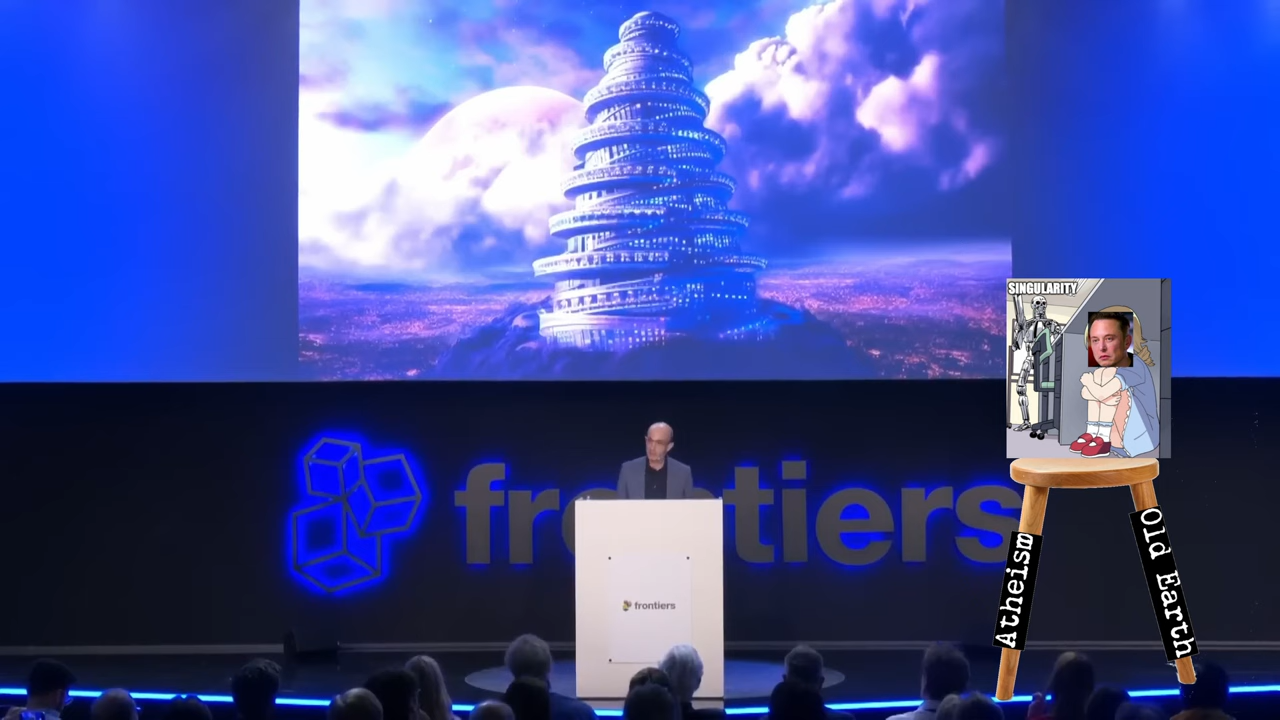 SINGULARITY
frontiers
Atheism
Old Earth
frontiers